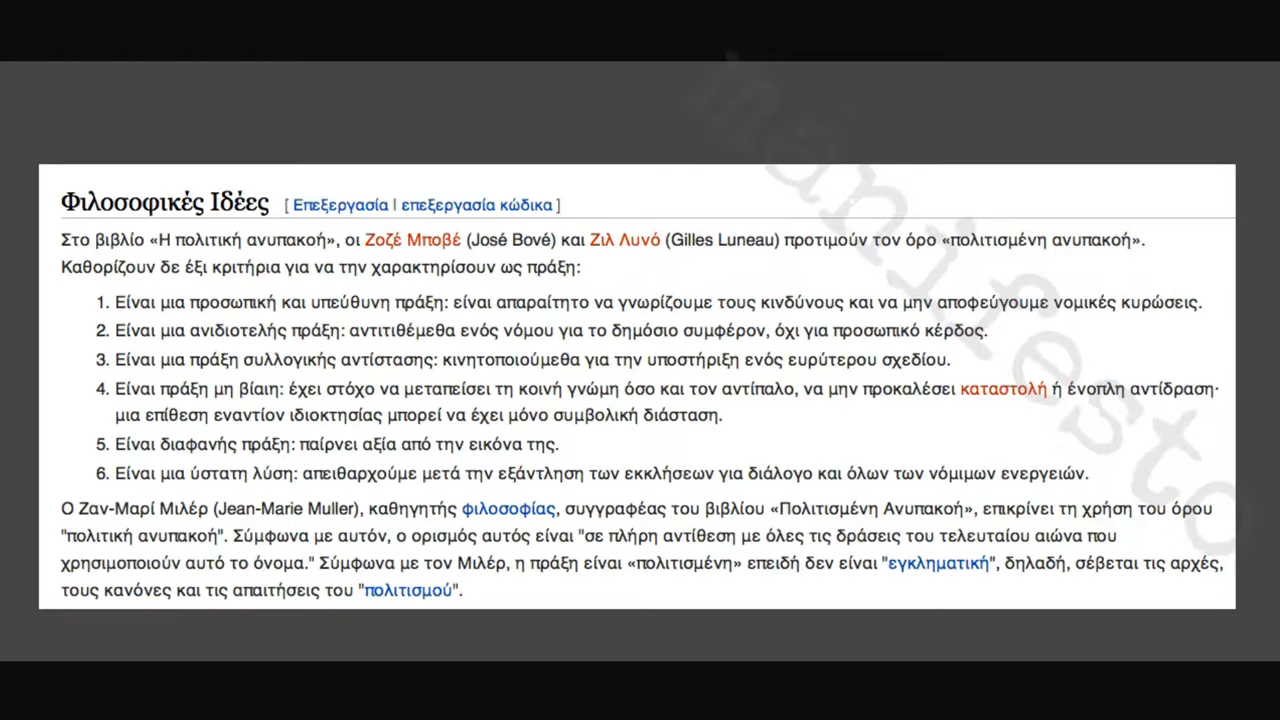 Φιλοσοφικές Ιδέες [ Επεξεργασία | επεξεργασία κώδικα ]
Στο βιβλίο «Η πολιτική ανυπακοή», οι Ζοζέ Μποβέ (José Bové) και Ζιλ Λυνό (Gilles Luneau) προτιμούν τον όρο «πολιτισμένη ανυπακοή».
Καθορίζουν δε έξι κριτήρια για να την χαρακτηρίσουν ως πράξη:
1. Είναι μια προσωπική και υπεύθυνη πράξη: είναι απαραίτητο να γνωρίζουμε τους κινδύνους και να μην αποφεύγουμε νομικές κυρώσεις.
2. Είναι μια ανιδιοτελής πράξη: αντιτιθέμεθα ενός νόμου για το δημόσιο συμφέρον, όχι για προσωπικό κέρδος.
3. Είναι μια πράξη συλλογικής αντίστασης: κινητοποιούμεθα για την υποστήριξη ενός ευρύτερου σχεδίου.
4. Είναι πράξη μη βίαιη: έχει στόχο να μεταπείσει τη κοινή γνώμη όσο και τον αντίπαλο, να μην προκαλέσει καταστολή ή ένοπλη αντίδραση·
μια επίθεση εναντίον ιδιοκτησίας μπορεί να έχει μόνο συμβολική διάσταση.
5. Είναι διαφανής πράξη: παίρνει αξία από την εικόνα της.
6. Είναι μια ύστατη λύση: απειθαρχούμε μετά την εξάντληση των εκκλήσεων για διάλογο και όλων των νόμιμων ενεργειών.
Ο Ζαν-Μαρί Μιλέρ (Jean-Marie Muller), καθηγητής φιλοσοφίας, συγγραφέας του βιβλίου «Πολιτισμένη Ανυπακοή», επικρίνει τη χρήση του όρου
"πολιτική ανυπακοή". Σύμφωνα με αυτόν, ο ορισμός αυτός είναι "σε πλήρη αντίθεση με όλες τις δράσεις του τελευταίου αιώνα που
χρησιμοποιούν αυτό το όνομα." Σύμφωνα με τον Μιλέρ, η πράξη είναι «πολιτισμένη» επειδή δεν είναι "εγκληματική", δηλαδή, σέβεται τις αρχές,
τους κανόνες και τις απαιτήσεις του "πολιτισμού".
manifesto